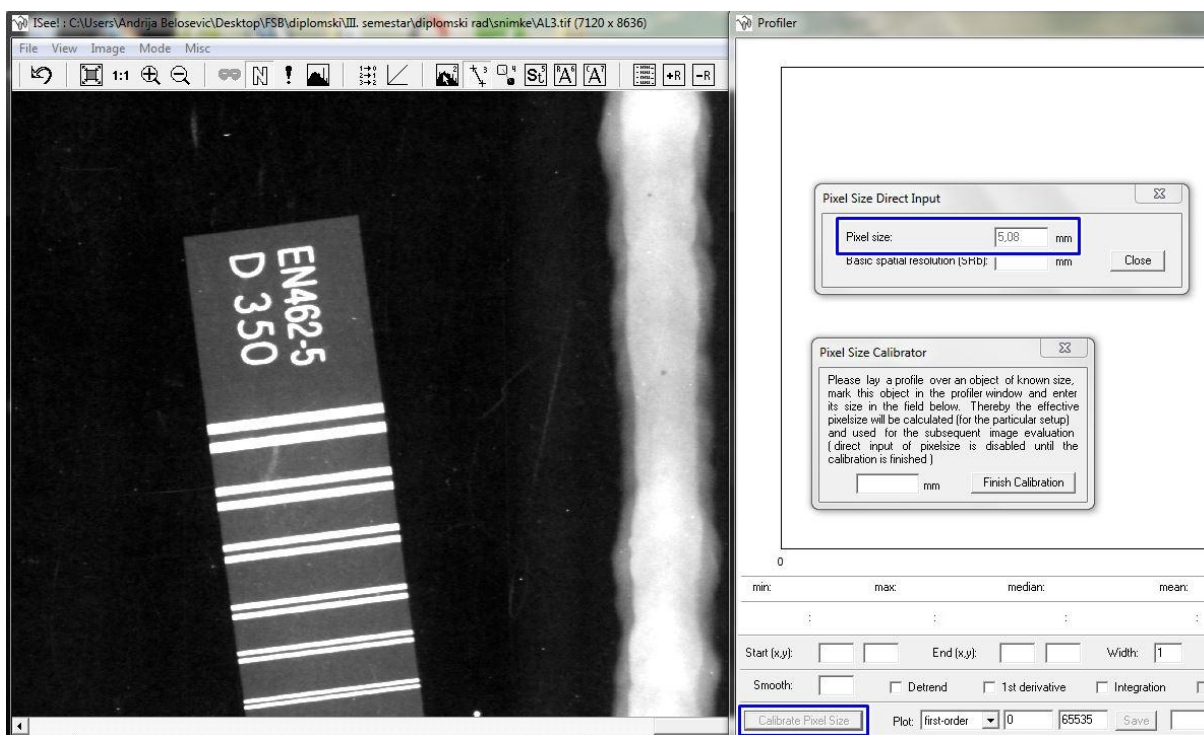 ISee! : C:\Users\Andrija Belosevic\Desktop\FSB\diplomski\III. semestar\diplomski rad\snimke\AL3.tif (7120 x 8636)
File View Image Mode Misc
1:1
N
!
St
A
A
+R
-R
EN462-5
D 350
Profiler
Pixel Size Direct Input
Pixel size: 5,08 mm
Basic spatial resolution (SRb): mm
Close
Pixel Size Calibrator
Please lay a profile over an object of known size,
mark this object in the profiler window and enter
its size in the field below. Thereby the effective
pixelsize will be calculated (for the particular setup)
and used for the subsequent image evaluation
( direct input of pixelsize is disabled until the
calibration is finished )
mm Finish Calibration
0
min: max: median: mean:
: : : :
Start (x,y): End (x,y): Width: 1
Smooth: Detrend 1st derivative Integration
Calibrate Pixel Size Plot: first-order 0 65535 Save